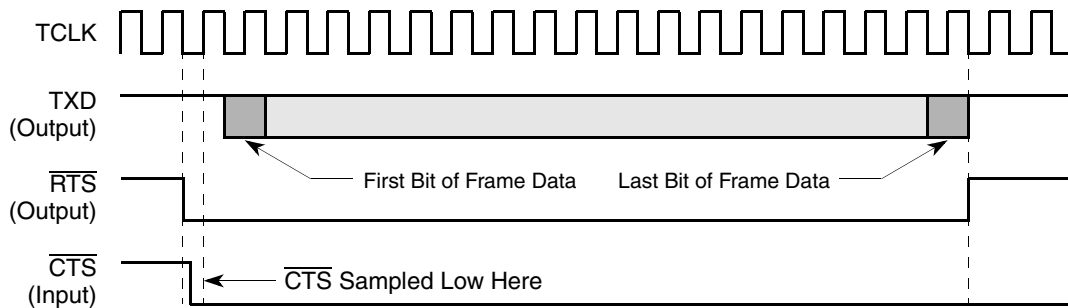 TCLK
TXD
(Output)
First Bit of Frame Data
Last Bit of Frame Data
RTS
(Output)
CTS
(Input)
CTS Sampled Low Here